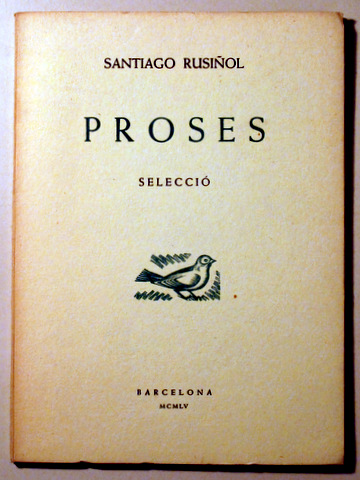 SANTIAGO RUSIÑOL
PROSES
SELECCIÓ
BARCELONA
MCMLV